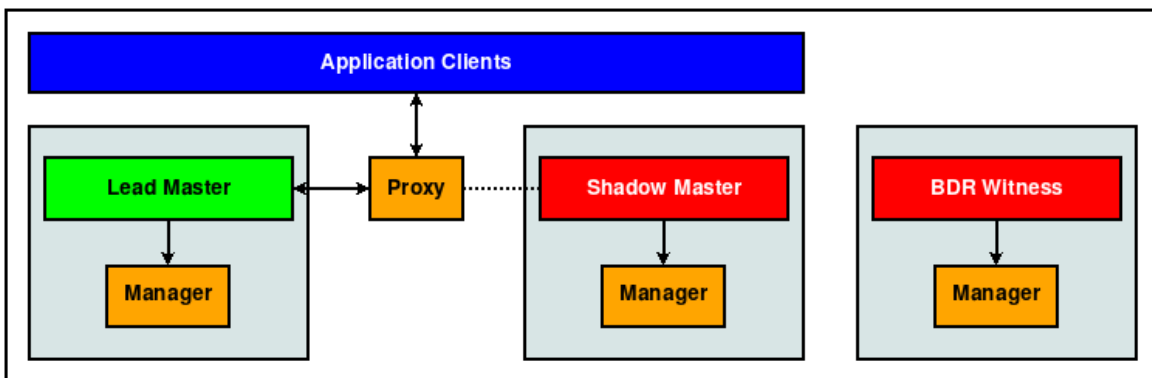 Application Clients
Lead Master
Proxy
Shadow Master
BDR Witness
Manager
Manager
Manager